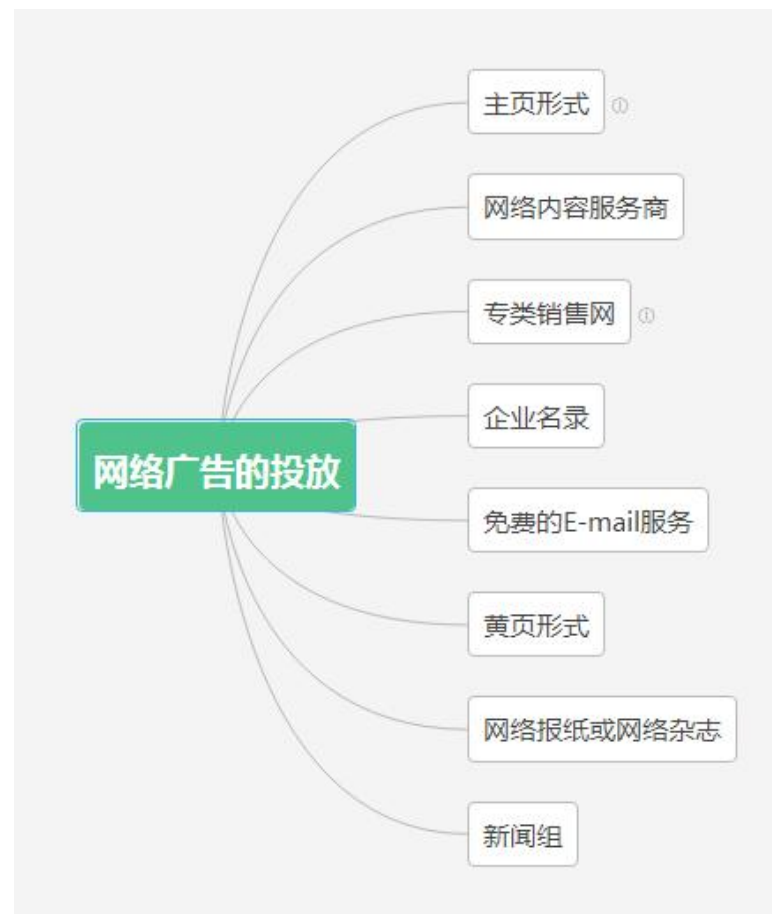 主页形式
网络内容服务商
专类销售网
企业名录
网络广告的投放
免费的E-mail服务
黄页形式
网络报纸或网络杂志
新闻组